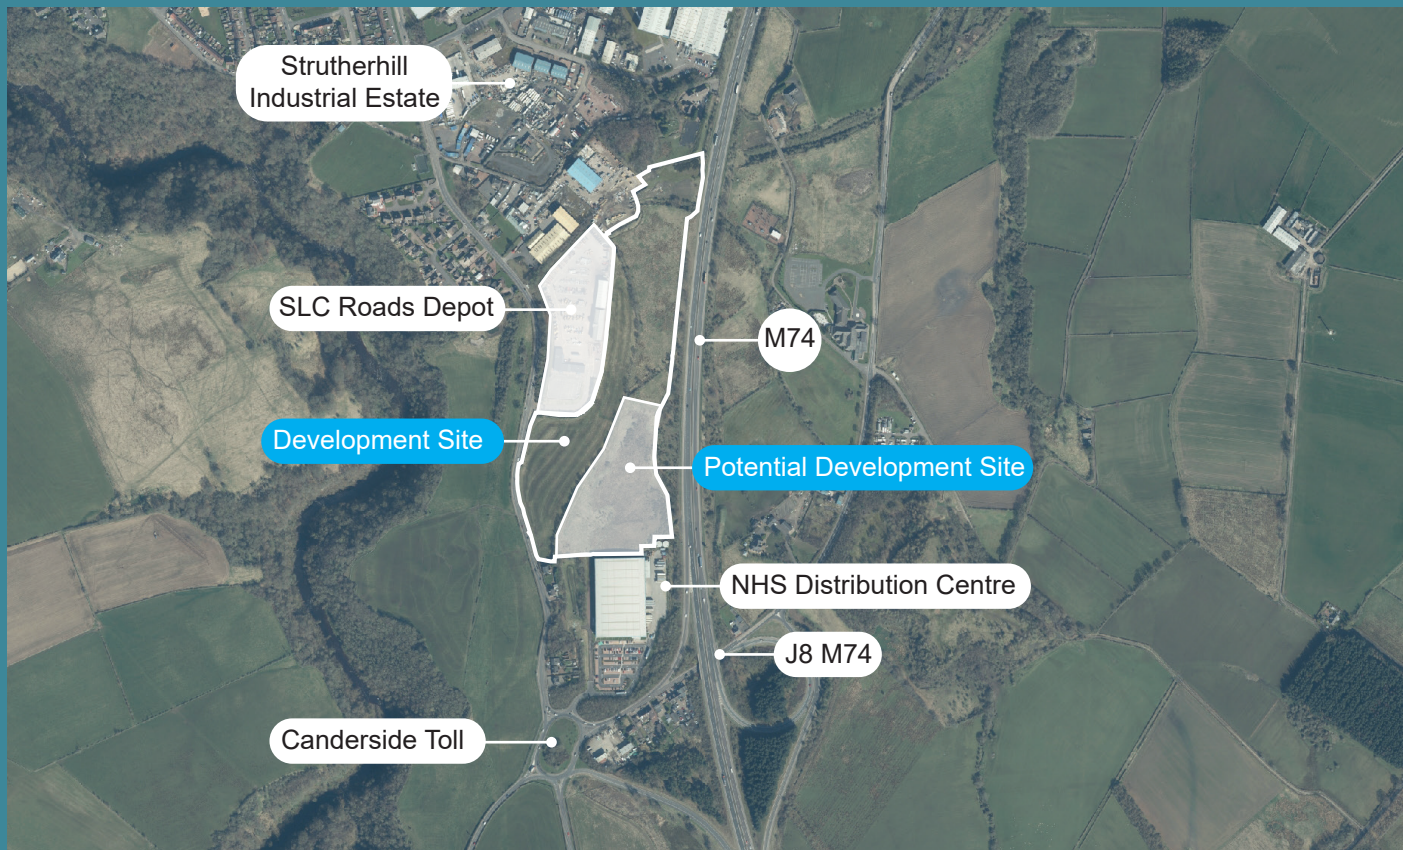 Strutherhill
Industrial Estate
SLC Roads Depot
M74
Development Site
Potential Development Site
NHS Distribution Centre
J8 M74
Canderside Toll